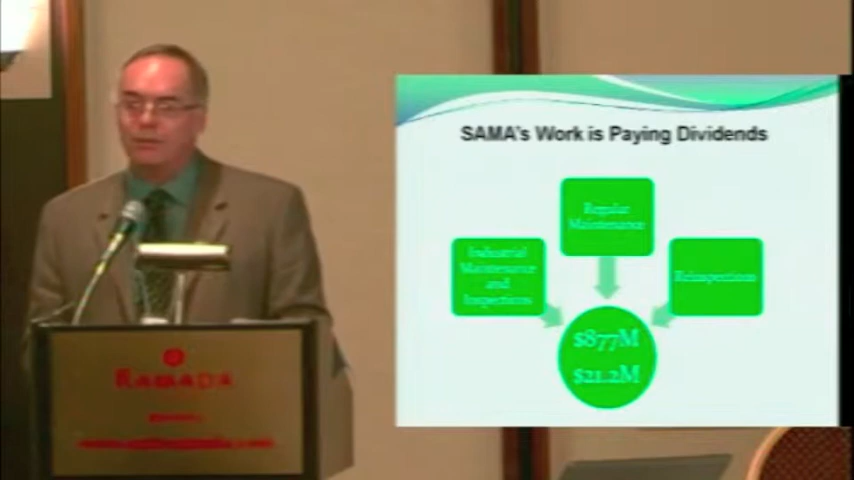 SAMA's Work is Paying Dividends
Regular
Maintenance
Industrial
Maintenance
and
Inspections
Reinspections
$877M
$21.2M
RAMADA